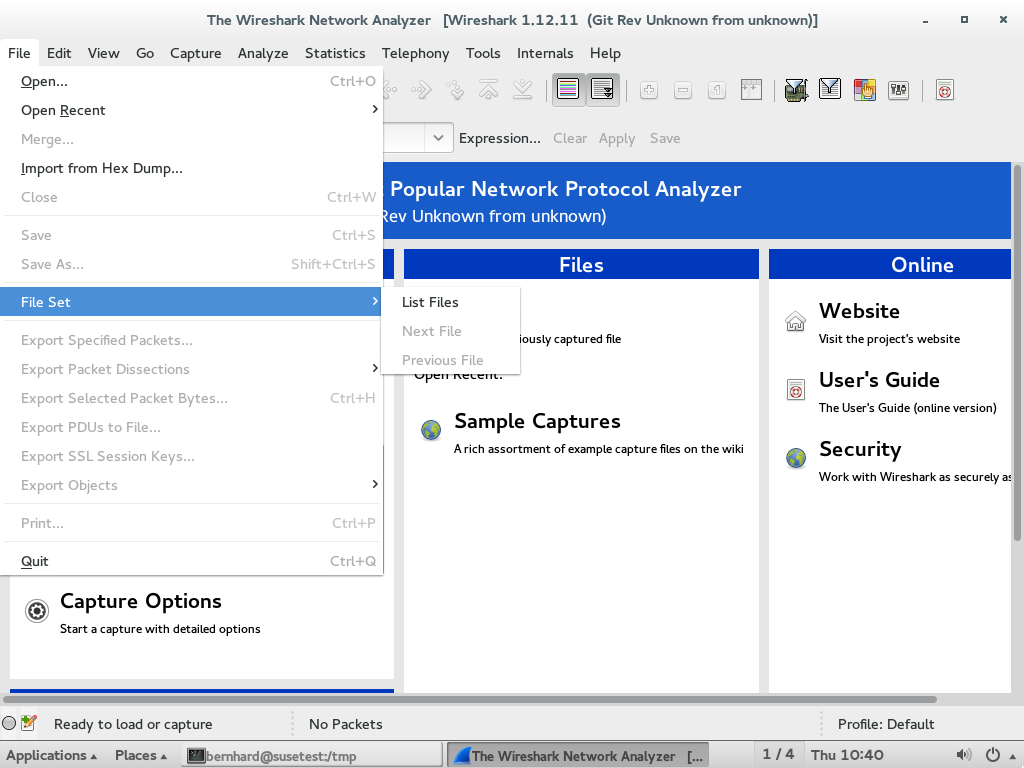 The Wireshark Network Analyzer [Wireshark 1.12.11 (Git Rev Unknown from unknown)]
File Edit View Go Capture Analyze Statistics Telephony Tools Internals Help
Open... Ctrl+O
Open Recent
Merge...
Import from Hex Dump...
Close Ctrl+W
Save Ctrl+S
Save As... Shift+Ctrl+S
File Set
Export Specified Packets...
Export Packet Dissections
Export Selected Packet Bytes... Ctrl+H
Export PDUs to File...
Export SSL Session Keys...
Export Objects
Print... Ctrl+P
Quit Ctrl+Q
List Files
Next File
Previous File
Expression... Clear Apply Save
Popular Network Protocol Analyzer
Rev Unknown from unknown)
Files
iously captured file
Open Recent:
Sample Captures
A rich assortment of example capture files on the wiki
Online
Website
Visit the project's website
User's Guide
The User's Guide (online version)
Security
Work with Wireshark as securely as
Capture Options
Start a capture with detailed options
Ready to load or capture No Packets Profile: Default
Applications Places bernhard@susetest:/tmp The Wireshark Network Analyzer [... 1 / 4 Thu 10:40